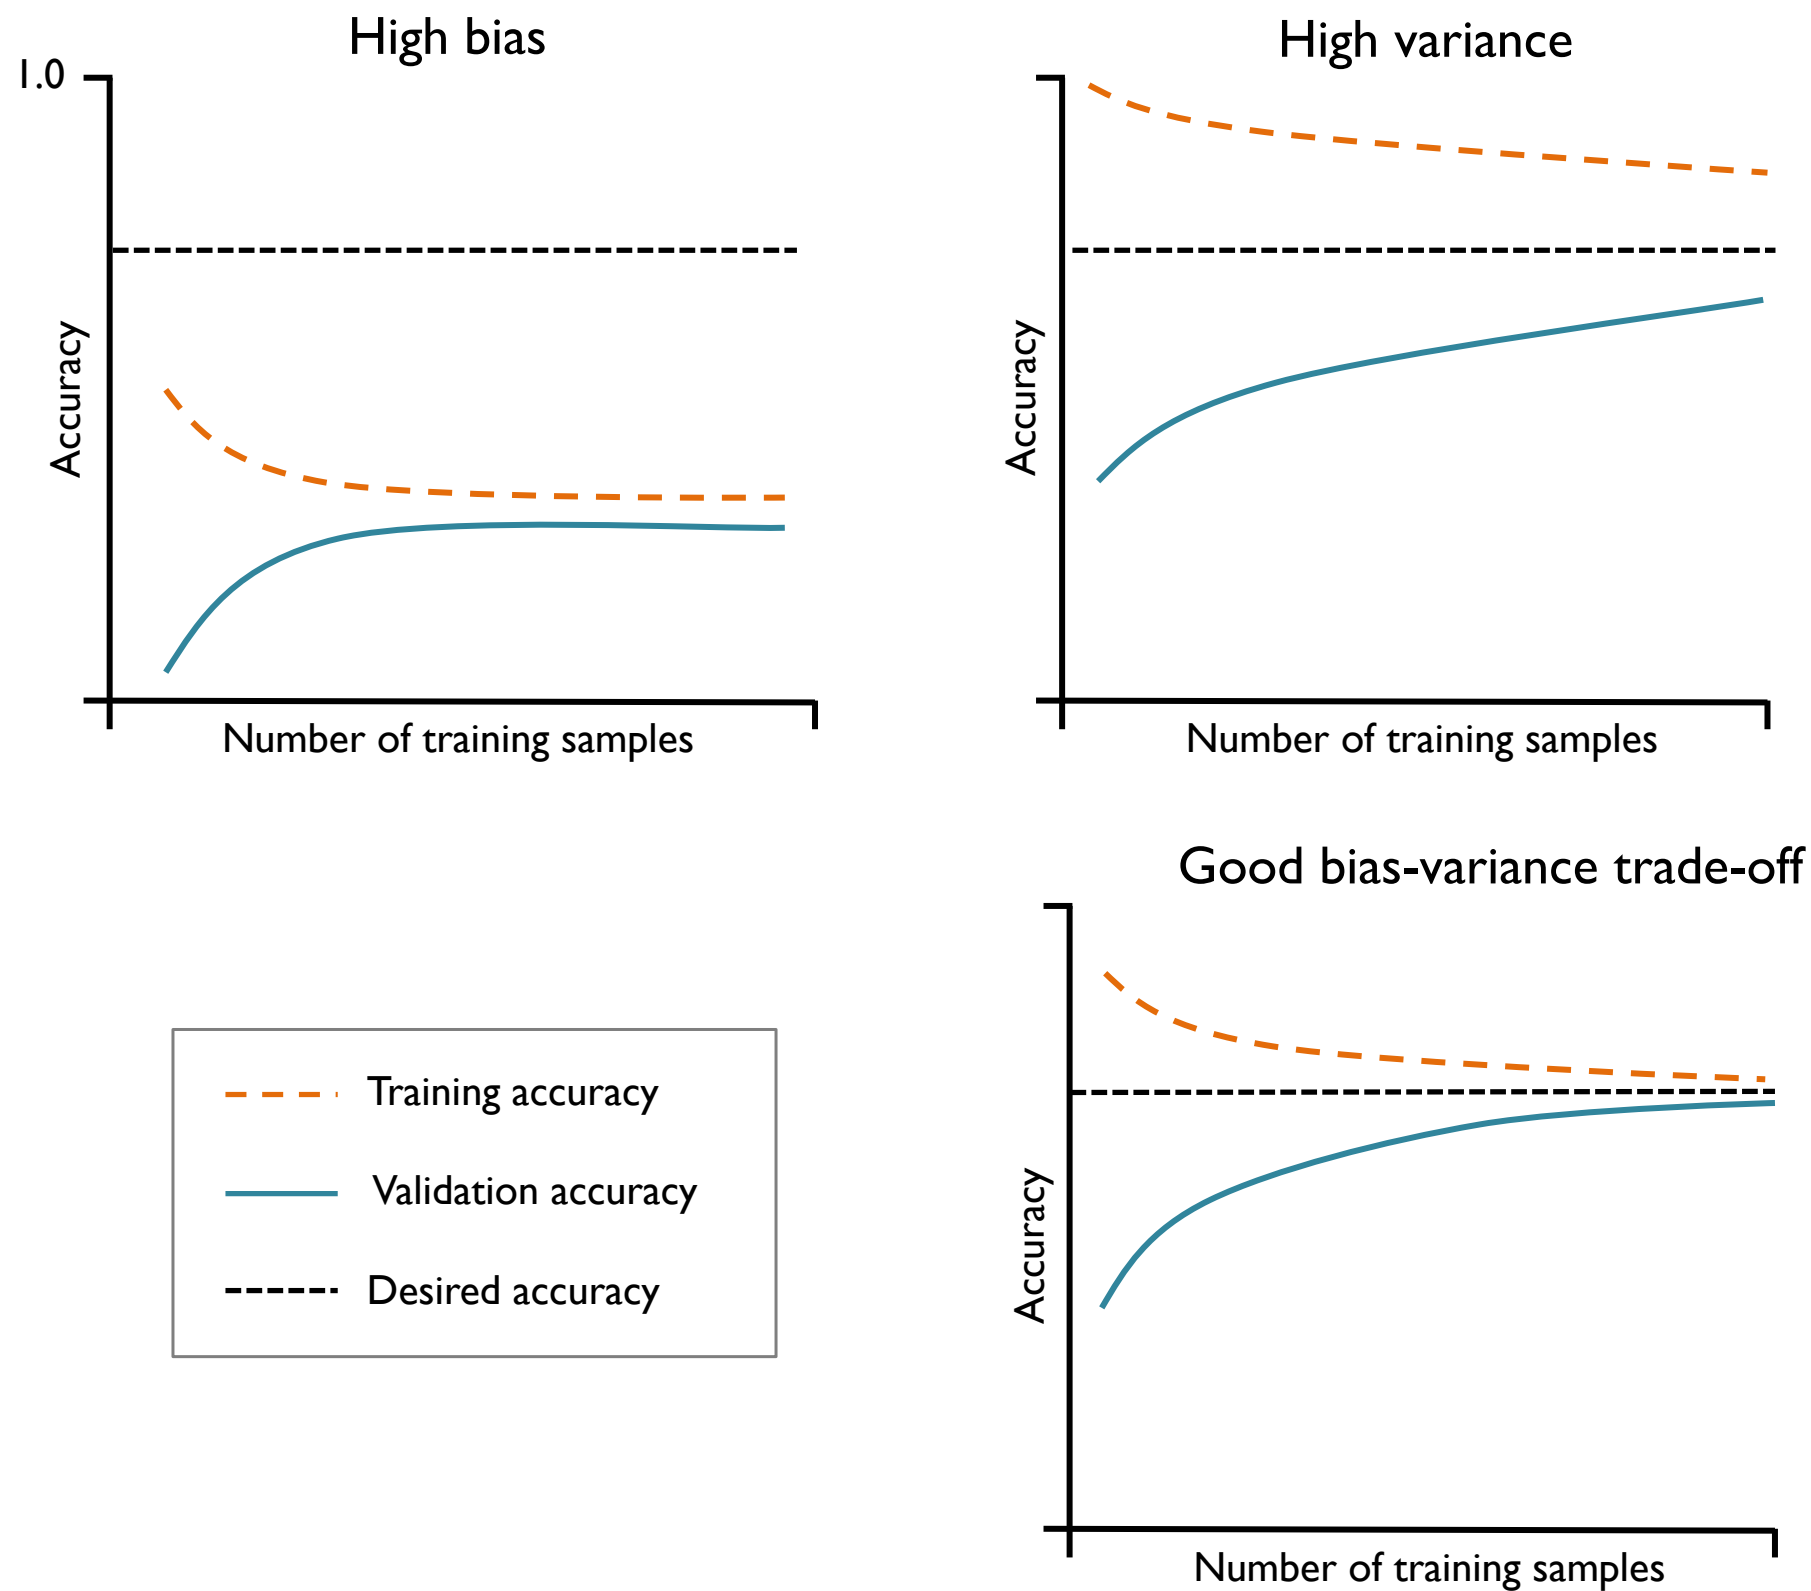 High bias
1.0
Accuracy
Number of training samples
High variance
Accuracy
Number of training samples
Training accuracy
Validation accuracy
Desired accuracy
Good bias-variance trade-off
Accuracy
Number of training samples